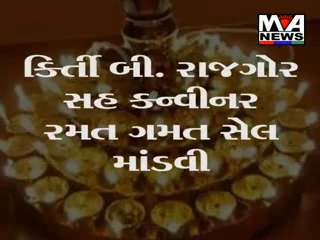 MVA
NEWS
કિર્તી બી. રાજગોર
સહ કન્વીનર
રમત ગમત સેલ
માંડવી